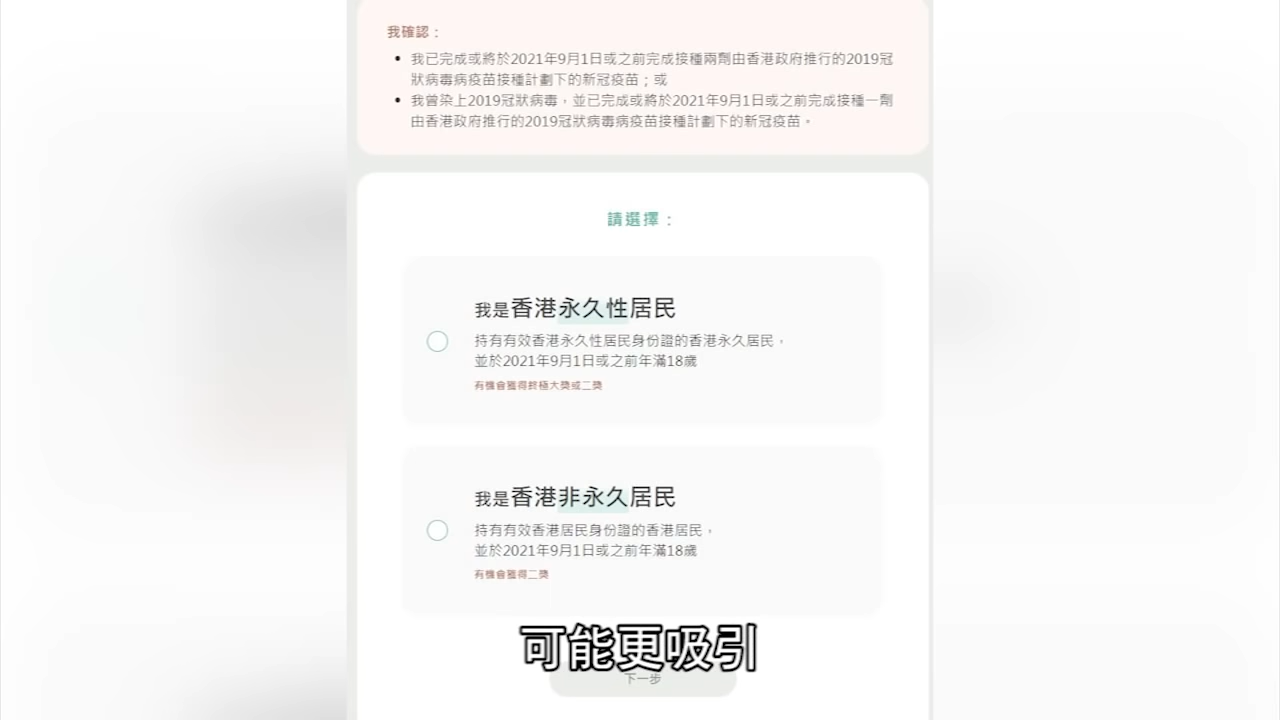 我確認：
• 我已完成或將於2021年9月1日或之前完成接種兩劑由香港政府推行的2019冠
狀病毒病疫苗接種計劃下的新冠疫苗；或
• 我曾染上2019冠狀病毒，並已完成或將於2021年9月1日或之前完成接種一劑
由香港政府推行的2019冠狀病毒病疫苗接種計劃下的新冠疫苗。
請選擇：
我是香港永久性居民
持有有效香港永久性居民身份證的香港永久居民，
並於2021年9月1日或之前年滿18歲
有機會獲得終極大獎或二獎
我是香港非永久居民
持有有效香港居民身份證的香港居民，
並於2021年9月1日或之前年滿18歲
有機會獲得二獎
可能更吸引
下一步